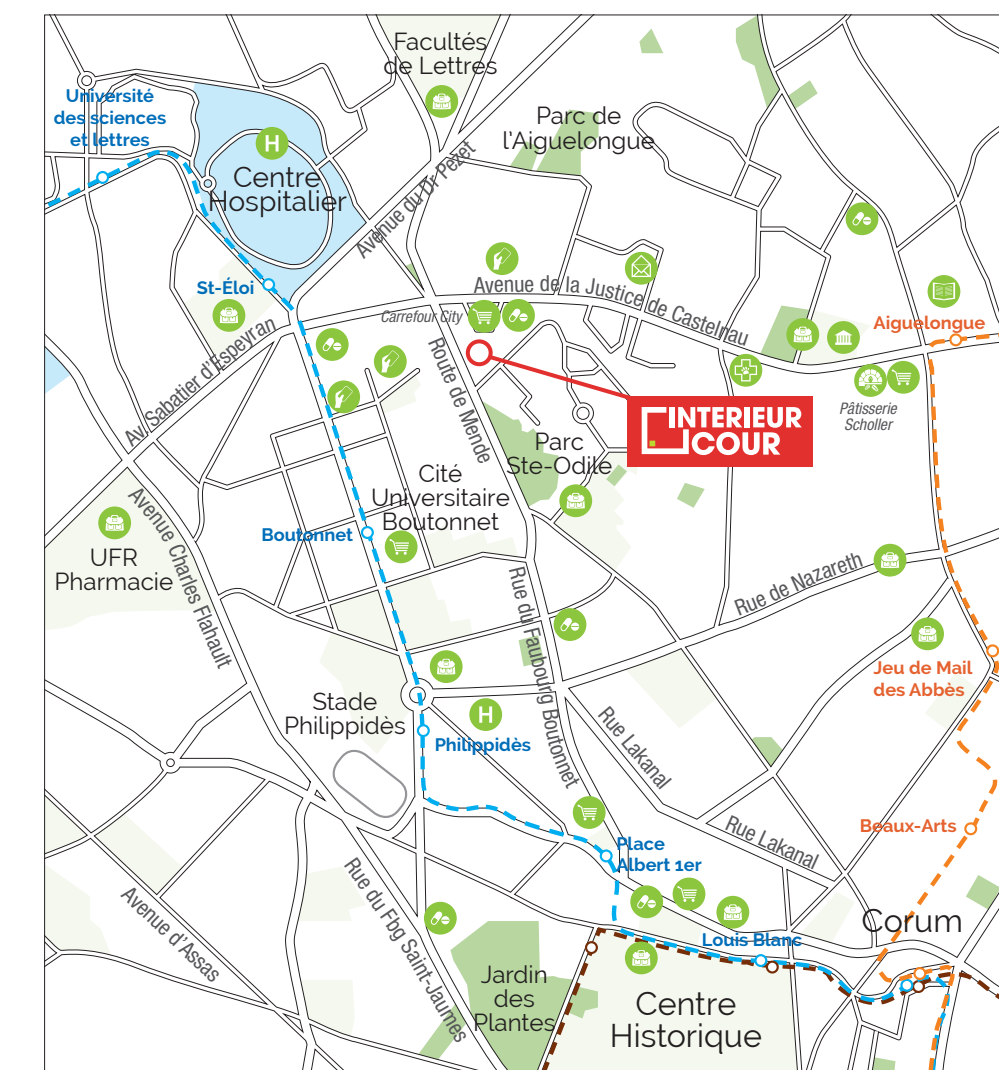 Facultés
de Lettres
Université
des sciences
et lettres
Parc de
l'Aiguelongue
H
Centre
Hospitalier
Avenue du Dr Pezet
St-Éloi
Avenue de la Justice de Castelnau
Carrefour City
Aiguelongue
Av. Sabatier d'Espeyran
Route de Mende
INTERIEUR
COUR
Pâtisserie
Scholler
Parc
Ste-Odile
Cité
Universitaire
Boutonnet
Boutonnet
Avenue Charles Flahault
UFR
Pharmacie
Rue du Faubourg Boutonnet
Rue de Nazareth
Jeu de Mail
des Abbès
Stade
Philippidès
H
Philippidès
Rue Lakanal
Rue Lakanal
Beaux-Arts
Place
Albert 1er
Rue du Fbg Saint-Jaumes
Avenue d'Assas
Louis Blanc
Corum
Jardin
des
Plantes
Centre
Historique